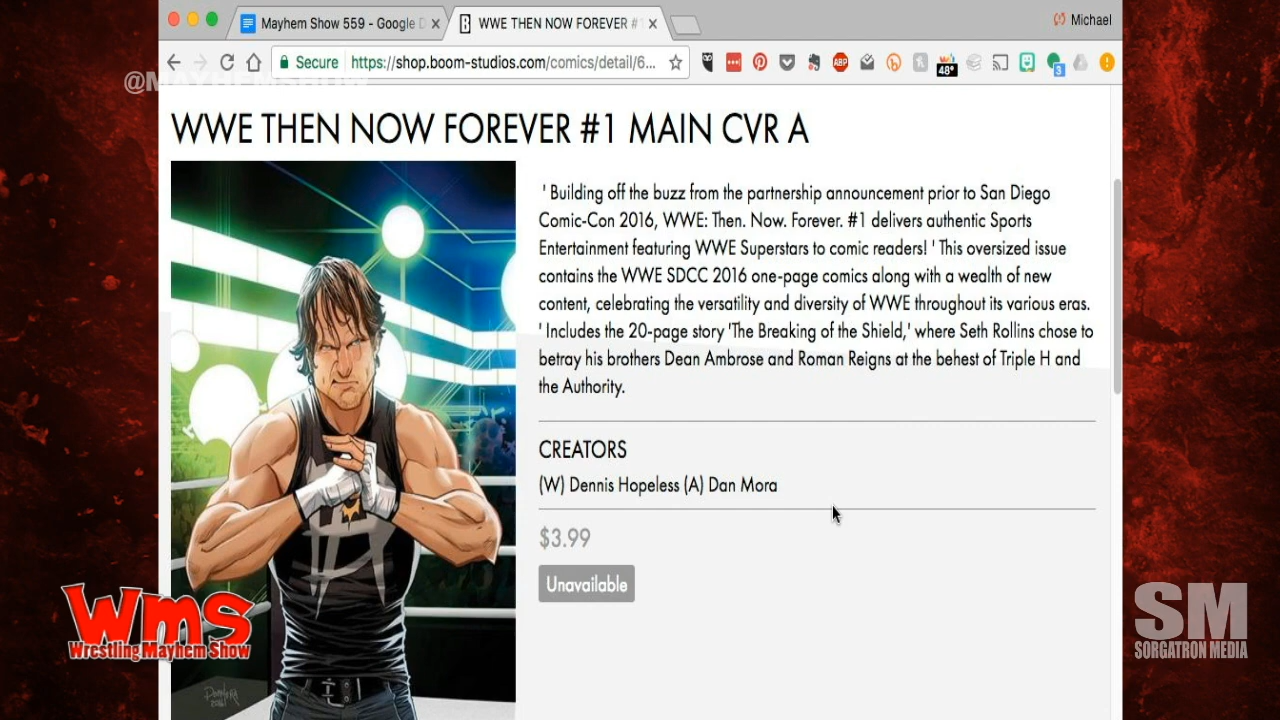 Mayhem Show 559 - Google D
WWE THEN NOW FOREVER #1
Michael
Secure https://shop.boom-studios.com/comics/detail/6...
ABP
48°
3
@MAYHEMSHOW
WWE THEN NOW FOREVER #1 MAIN CVR A
' Building off the buzz from the partnership announcement prior to San Diego
Comic-Con 2016, WWE: Then. Now. Forever. #1 delivers authentic Sports
Entertainment featuring WWE Superstars to comic readers! ' This oversized issue
contains the WWE SDCC 2016 one-page comics along with a wealth of new
content, celebrating the versatility and diversity of WWE throughout its various eras.
' Includes the 20-page story 'The Breaking of the Shield,' where Seth Rollins chose to
betray his brothers Dean Ambrose and Roman Reigns at the behest of Triple H and
the Authority.
CREATORS
(W) Dennis Hopeless (A) Dan Mora
$3.99
Unavailable
WMS
Wrestling Mayhem Show
SM
SORGATRON MEDIA